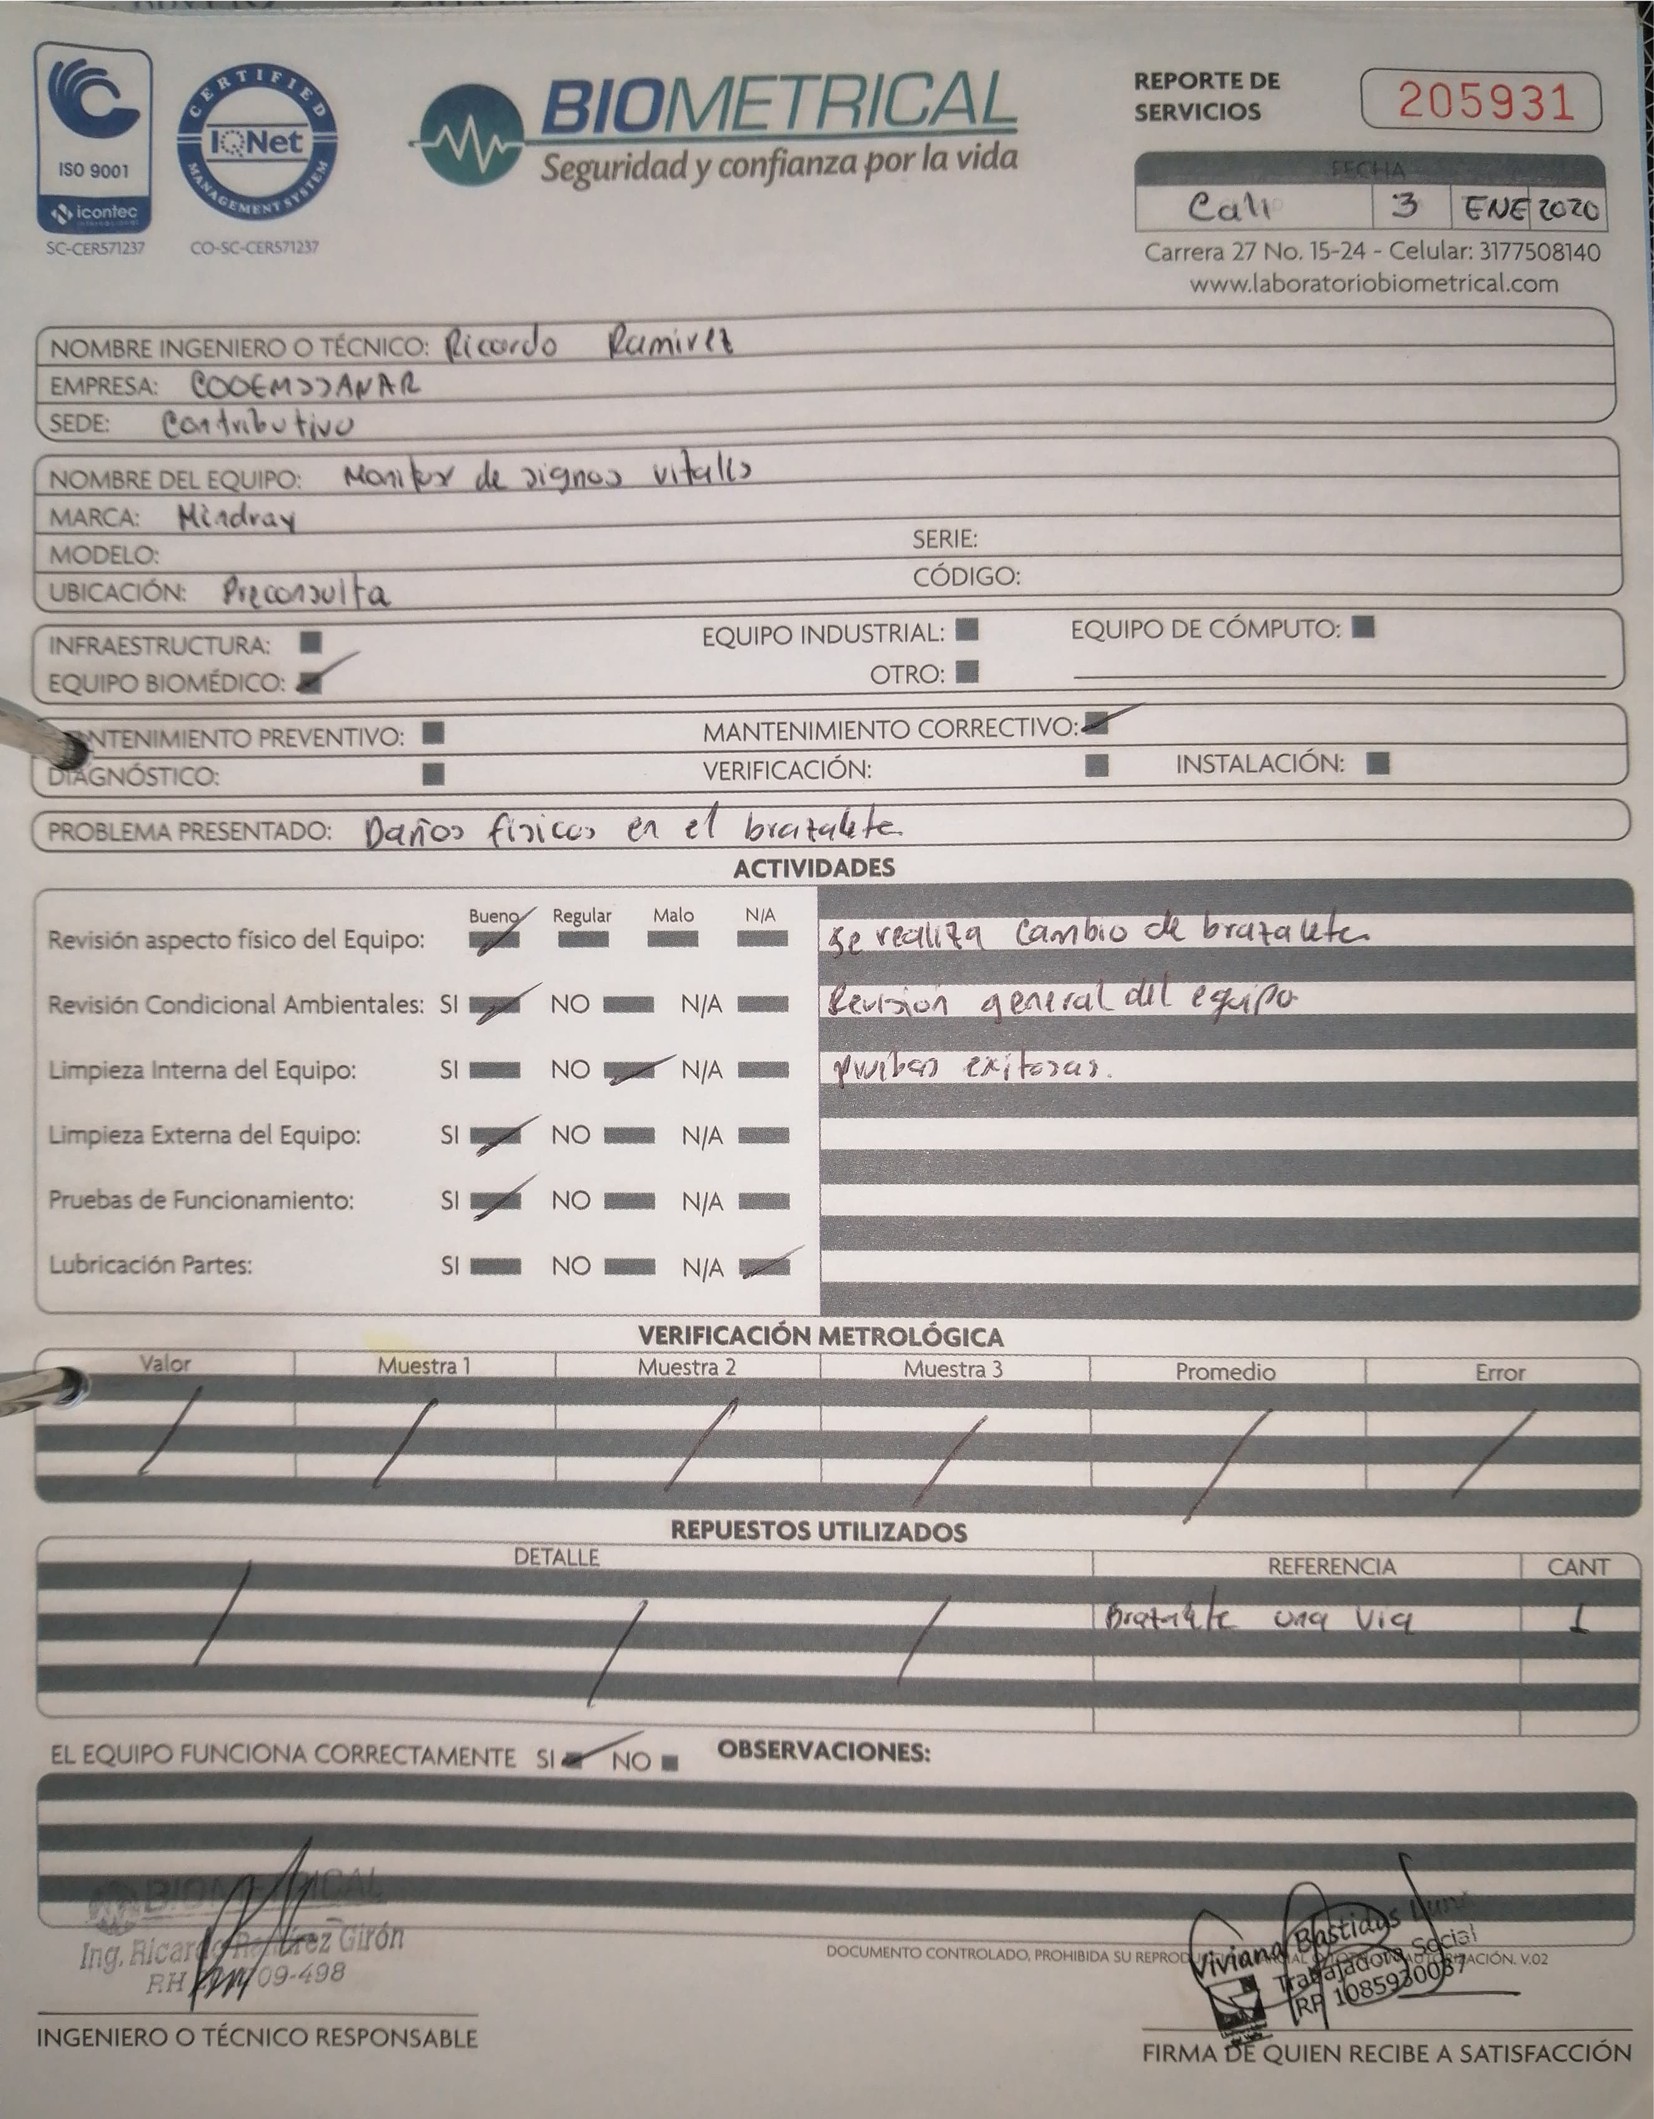 CERTIFIED
IQNet
MANAGEMENT SYSTEM
ISO 9001
icontec
internacional
SC-CER571237
CO-SC-CER571237
BIOMETRICAL
Seguridad y confianza por la vida
REPORTE DE
SERVICIOS
205931
FECHA
Cali 3 ENE 2020
Carrera 27 No. 15-24 - Celular: 3177508140
www.laboratoriobiometrical.com
NOMBRE INGENIERO O TÉCNICO: Ricardo Ramirez
EMPRESA: COOEMSSANAR
SEDE: Contributivo
NOMBRE DEL EQUIPO: Monitor de signos vitales
MARCA: Mindray
MODELO: SERIE:
UBICACIÓN: Preconsulta CÓDIGO:
INFRAESTRUCTURA: EQUIPO INDUSTRIAL: EQUIPO DE CÓMPUTO:
EQUIPO BIOMÉDICO: OTRO:
NTENIMIENTO PREVENTIVO: MANTENIMIENTO CORRECTIVO:
DIAGNÓSTICO: VERIFICACIÓN: INSTALACIÓN:
PROBLEMA PRESENTADO: Daños fisicos en el brazalete
ACTIVIDADES
Bueno Regular Malo N/A
Revisión aspecto físico del Equipo: se realiza cambio de brazalete
Revisión Condicional Ambientales: SI NO N/A Revision general del equipo
Limpieza Interna del Equipo: SI NO N/A pruebas exitosas.
Limpieza Externa del Equipo: SI NO N/A
Pruebas de Funcionamiento: SI NO N/A
Lubricación Partes: SI NO N/A
VERIFICACIÓN METROLÓGICA
Valor Muestra 1 Muestra 2 Muestra 3 Promedio Error
REPUESTOS UTILIZADOS
DETALLE REFERENCIA CANT
Brazalete una via 1
EL EQUIPO FUNCIONA CORRECTAMENTE SI NO OBSERVACIONES:
BIOMETRICAL
Ing. Ricardo Ramírez Girón
RH 09-498
DOCUMENTO CONTROLADO, PROHIBIDA SU REPROD V.02
Viviana Bastidas
Trabajadora Social
RP 1085930037
INGENIERO O TÉCNICO RESPONSABLE
FIRMA DE QUIEN RECIBE A SATISFACCIÓN